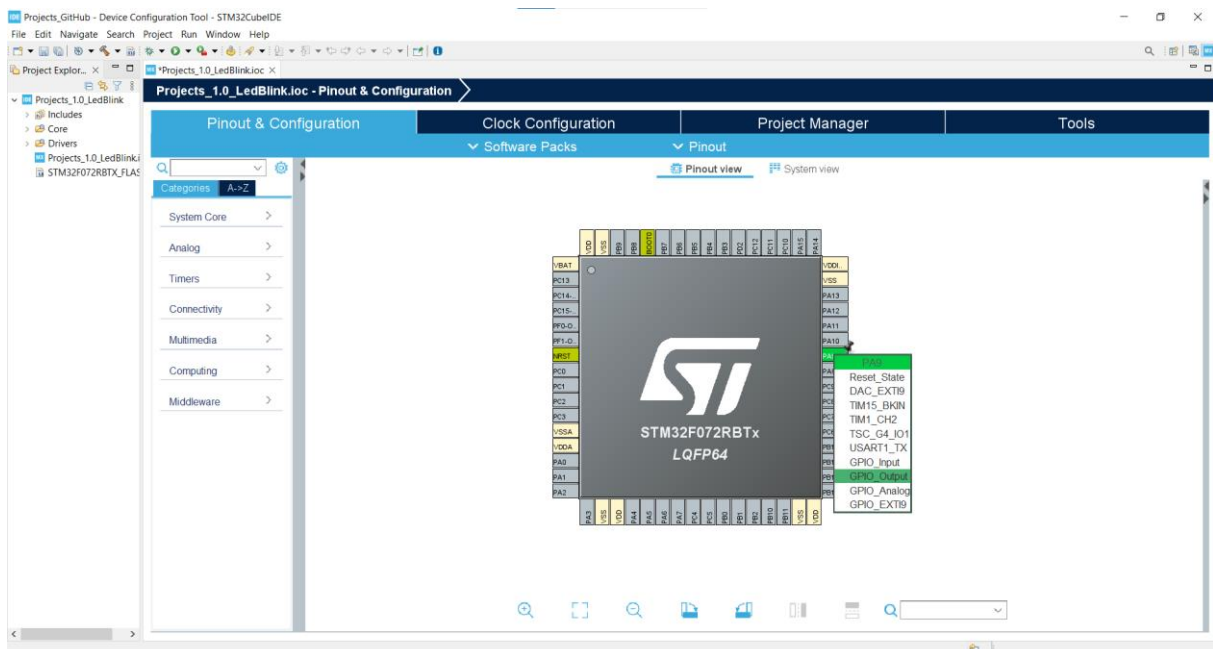 Projects_GitHub - Device Configuration Tool - STM32CubeIDE
File Edit Navigate Search Project Run Window Help
Project Explor...
*Projects_1.0_LedBlink.ioc
Projects_1.0_LedBlink
Includes
Core
Drivers
Projects_1.0_LedBlink.i
STM32F072RBTX_FLAS
Projects_1.0_LedBlink.ioc - Pinout & Configuration
Pinout & Configuration
Clock Configuration
Project Manager
Tools
Software Packs
Pinout
Pinout view
System view
Categories
A->Z
System Core
Analog
Timers
Connectivity
Multimedia
Computing
Middleware
VDD
VSS
PB9
PB8
BOOT0
PB7
PB6
PB5
PB4
PB3
PD2
PC12
PC11
PC10
PA15
PA14
VBAT
PC13
PC14-..
PC15-..
PF0-O..
PF1-O..
NRST
PC0
PC1
PC2
PC3
VSSA
VDDA
PA0
PA1
PA2
STM32F072RBTx
LQFP64
VDDI..
VSS
PA13
PA12
PA11
PA10
PA9
Reset_State
DAC_EXTI9
TIM15_BKIN
TIM1_CH2
TSC_G4_IO1
USART1_TX
GPIO_Input
GPIO_Output
GPIO_Analog
GPIO_EXTI9
PA3
VSS
VDD
PA4
PA5
PA6
PA7
PC4
PC5
PB0
PB1
PB2
PB10
PB11
VSS
VDD